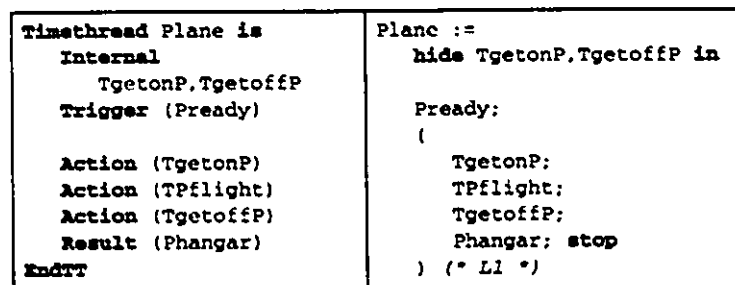 Timethread Plane is
Internal
TgetonP,TgetoffP
Trigger (Pready)
Action (TgetonP)
Action (TPflight)
Action (TgetoffP)
Result (Phangar)
EndTT
Plane :=
hide TgetonP,TgetoffP in
Pready;
(
TgetonP;
TPflight;
TgetoffP;
Phangar; stop
) (* L1 *)